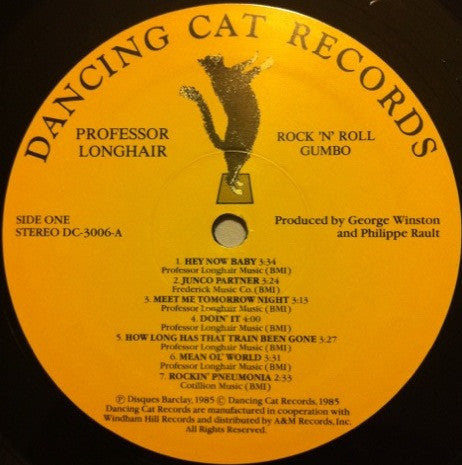 DANCING CAT RECORDS
PROFESSOR
LONGHAIR
ROCK 'N' ROLL
GUMBO
SIDE ONE
STEREO DC-3006-A
Produced by George Winston
and Philippe Rault
1. HEY NOW BABY 3:34
Professor Longhair Music (BMI)
2. JUNCO PARTNER 3:24
Frederick Music Co. (BMI)
3. MEET ME TOMORROW NIGHT 3:13
Professor Longhair Music (BMI)
4. DOIN' IT 4:00
Professor Longhair Music (BMI)
5. HOW LONG HAS THAT TRAIN BEEN GONE 3:27
Professor Longhair Music (BMI)
6. MEAN OL' WORLD 3:31
Professor Longhair Music (BMI)
7. ROCKIN' PNEUMONIA 2:33
Cotillion Music (BMI)
℗ Disques Barclay, 1985 © Dancing Cat Records, 1985
Dancing Cat Records are manufactured in cooperation with
Windham Hill Records and distributed by A&M Records, Inc.
All Rights Reserved.